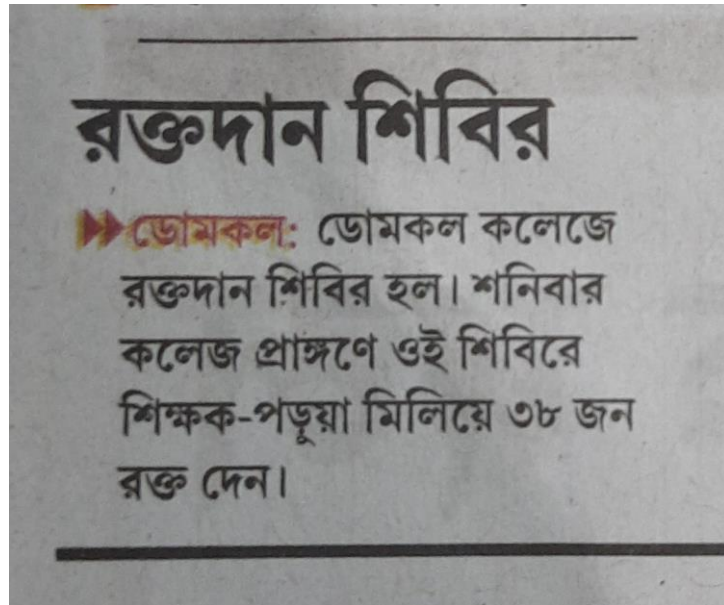 রক্তদান শিবির
ডোমকল: ডোমকল কলেজে
রক্তদান শিবির হল। শনিবার
কলেজ প্রাঙ্গণে ওই শিবিরে
শিক্ষক-পড়ূয়া মিলিয়ে ৩৮ জন
রক্ত দেন।